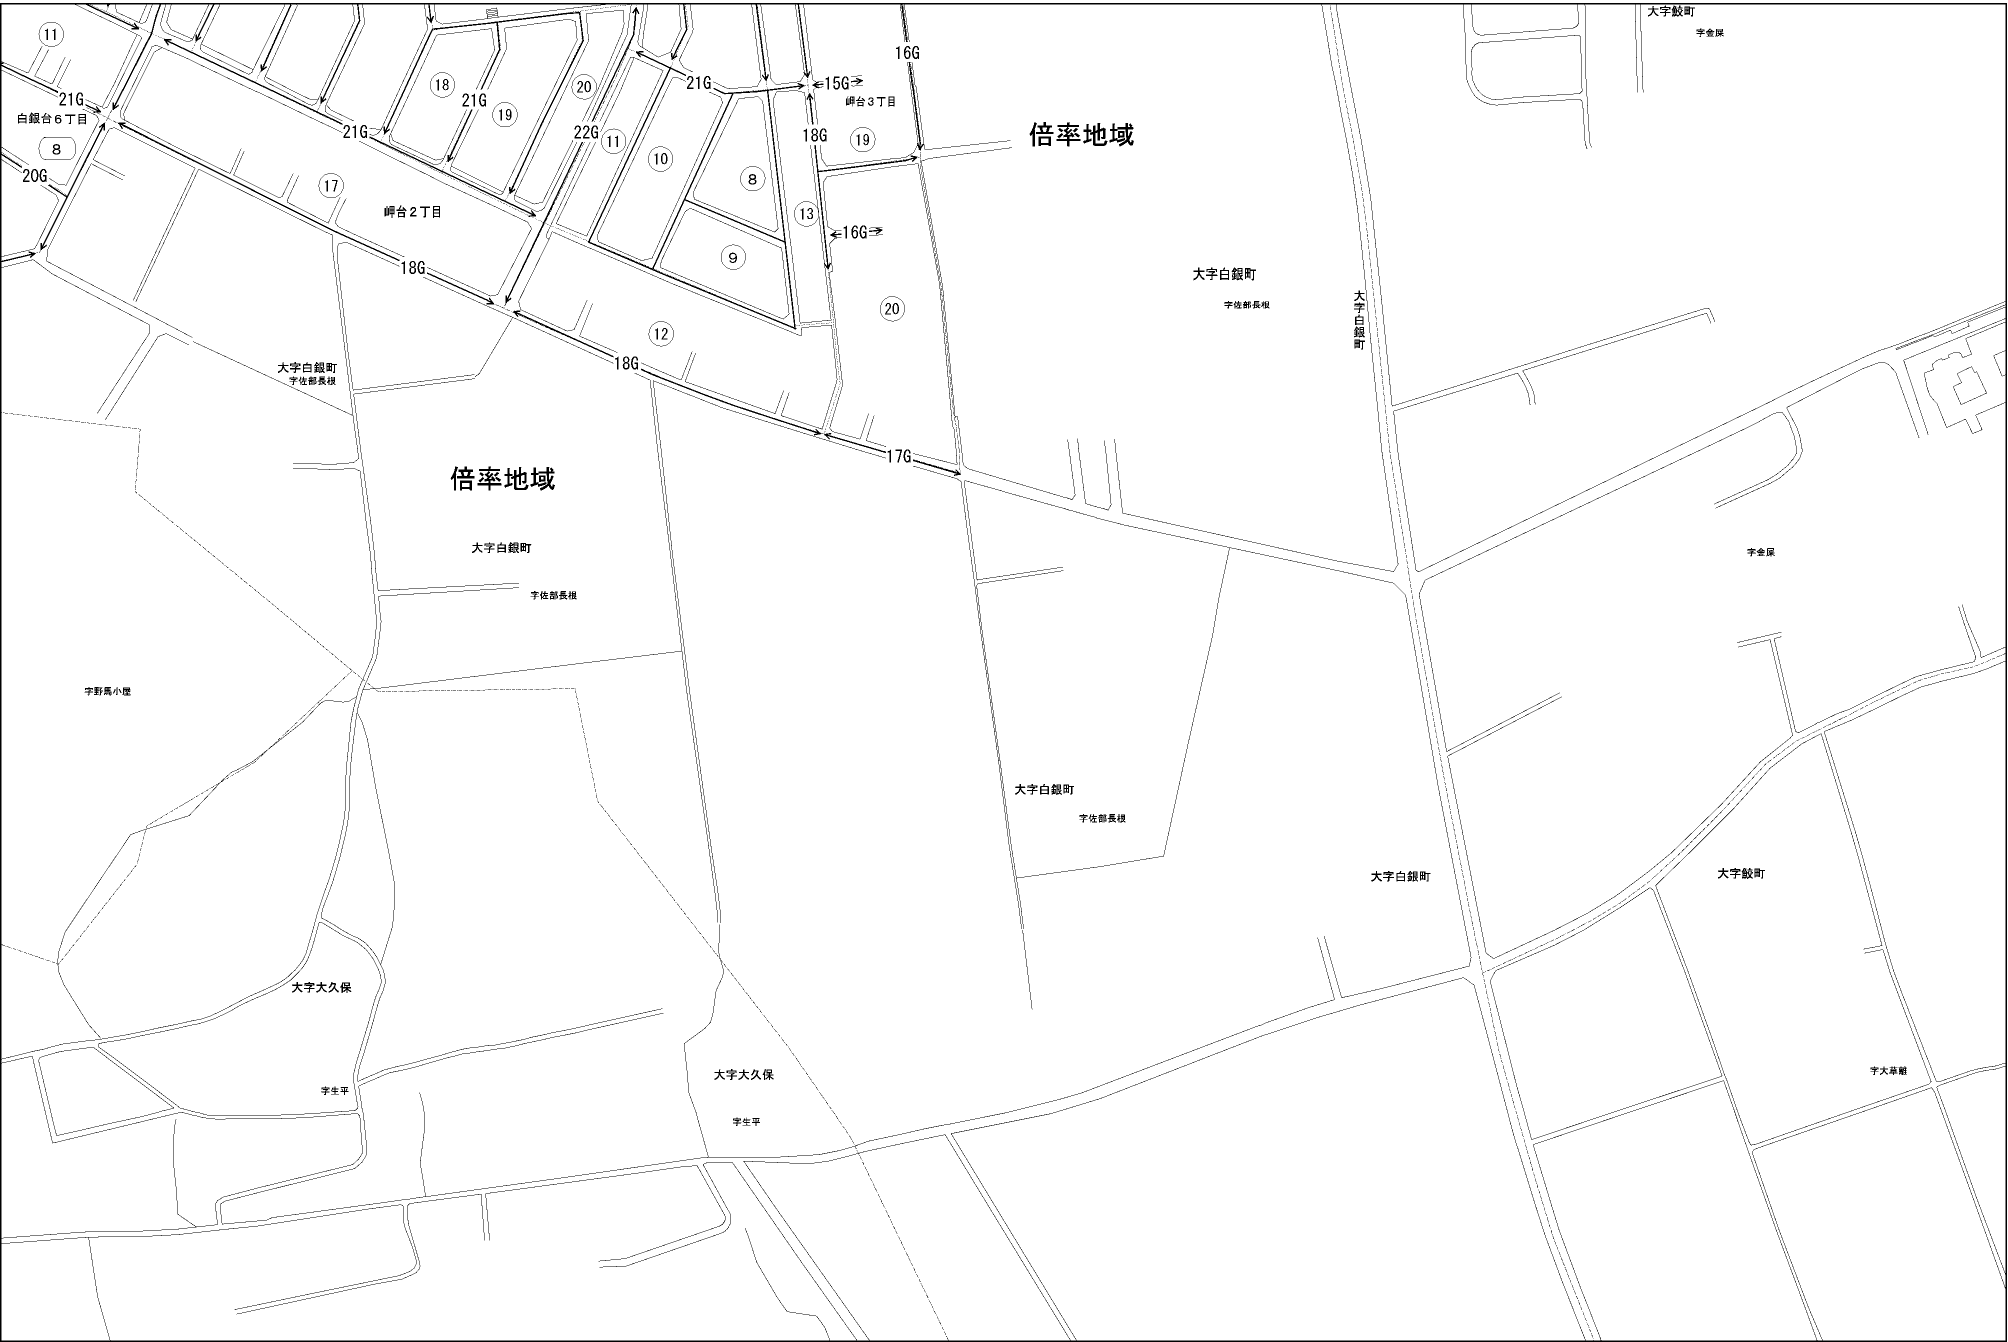 大字鮫町
字金屎
11
16G
21G
18
21G
20
21G
15G
岬台３丁目
21G
白銀台６丁目
19
22G
11
18G
19
倍率地域
21G
8
10
20G
17
8
岬台２丁目
13
16G
9
18G
大字白銀町
字佐部長根
20
大字白銀町
12
18G
大字白銀町
字佐部長根
17G
倍率地域
大字白銀町
字佐部長根
字金屎
字野馬小屋
大字白銀町
字佐部長根
大字白銀町
大字鮫町
大字大久保
字生平
大字大久保
字生平
字大草離